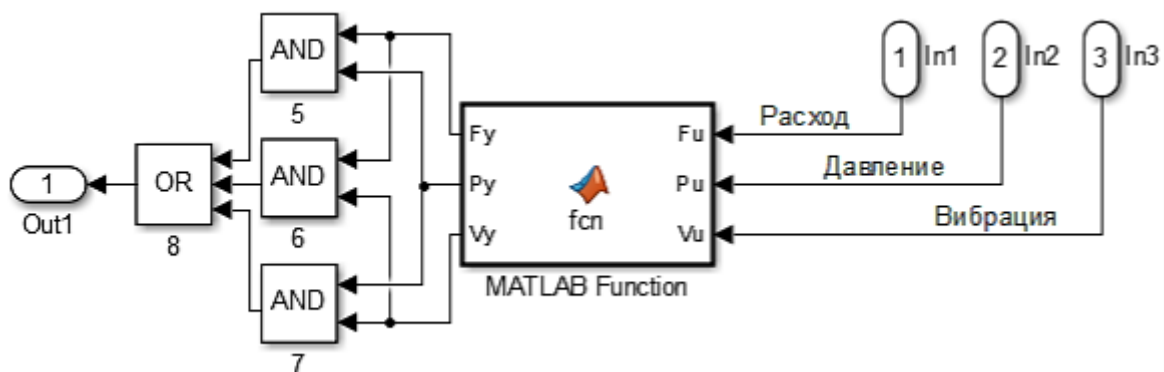 1 In1
2 In2
3 In3
Расход
Давление
Вибрация
Fu
Pu
Vu
Fy
Py
Vy
fcn
MATLAB Function
AND
5
AND
6
AND
7
OR
8
1
Out1